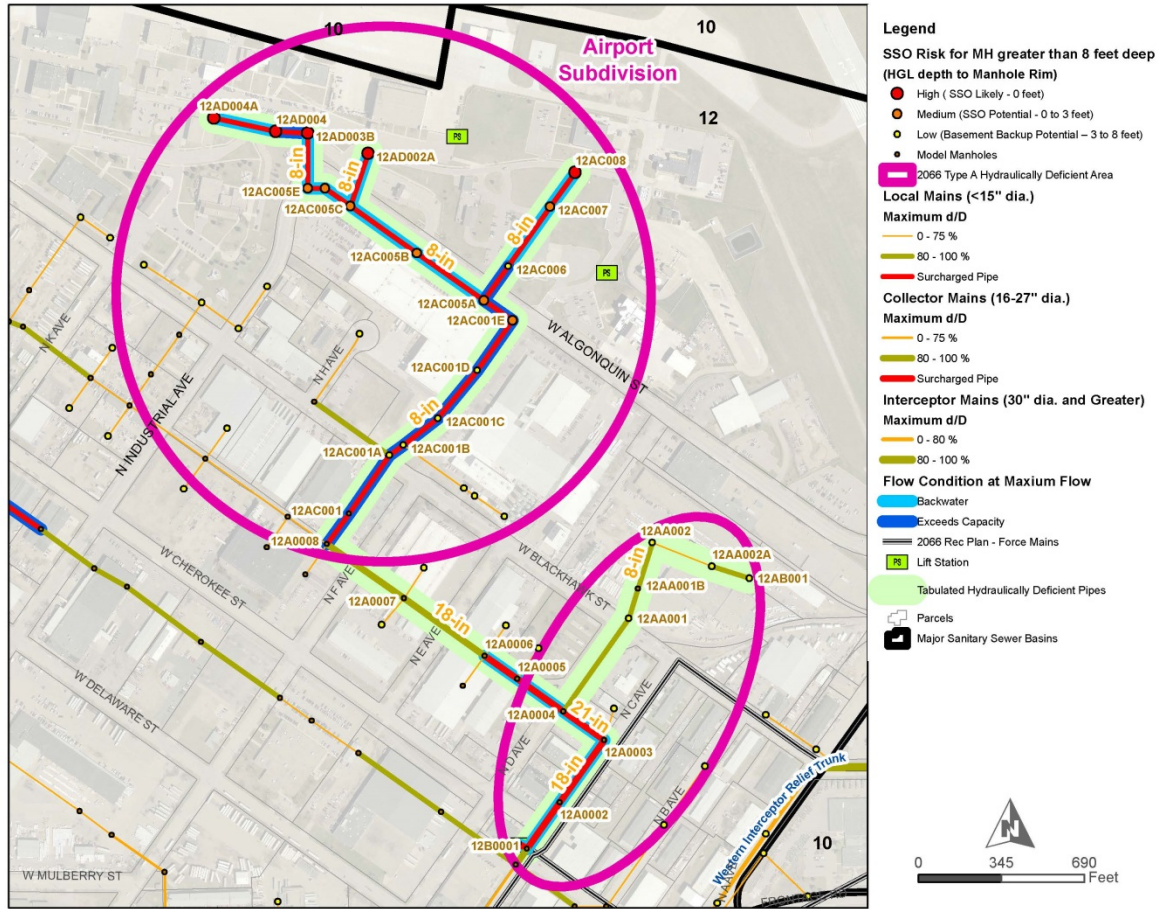 10
10
Airport
Subdivision
12
12AD004A
12AD004
12AD003B
12AD002A
PS
12AC008
8-in
8-in
12AC005E
12AC005C
12AC007
8-in
12AC005B
8-in
12AC006
PS
12AC005A
12AC001E
W ALGONQUIN ST
N K AVE
N H AVE
12AC001D
N INDUSTRIAL AVE
8-in
12AC001C
12AC001B
12AC001A
12AC001
12A0008
W CHEROKEE ST
N F AVE
W BLACKHAWK ST
12AA002
12AA002A
8-in
12AB001
12AA001B
12AA001
12A0007
18-in
N E AVE
12A0006
12A0005
12A0004
21-in
N C AVE
12A0003
W DELAWARE ST
N D AVE
18-in
12A0002
N B AVE
Western Interceptor Relief Trunk
12B0001
10
W MULBERRY ST
N A AVE
N
0 345 690
Feet
Legend
SSO Risk for MH greater than 8 feet deep
(HGL depth to Manhole Rim)
High ( SSO Likely - 0 feet)
Medium (SSO Potential - 0 to 3 feet)
Low (Basement Backup Potential – 3 to 8 feet)
Model Manholes
2066 Type A Hydraulically Deficient Area
Local Mains (<15" dia.)
Maximum d/D
0 - 75 %
80 - 100 %
Surcharged Pipe
Collector Mains (16-27" dia.)
Maximum d/D
0 - 75 %
80 - 100 %
Surcharged Pipe
Interceptor Mains (30" dia. and Greater)
Maximum d/D
0 - 80 %
80 - 100 %
Flow Condition at Maxium Flow
Backwater
Exceeds Capacity
2066 Rec Plan - Force Mains
PS Lift Station
Tabulated Hydraulically Deficient Pipes
Parcels
Major Sanitary Sewer Basins